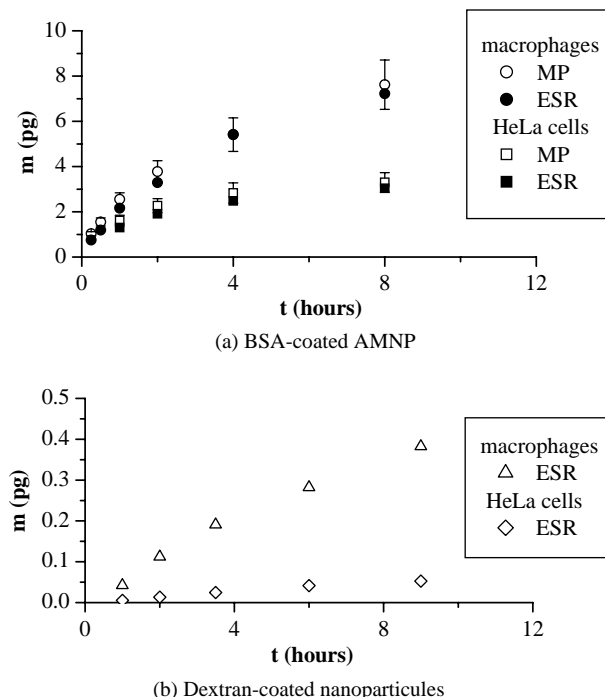 10
8
6
4
2
0
m (pg)
0
4
8
12
t (hours)
macrophages
MP
ESR
HeLa cells
MP
ESR
(a) BSA-coated AMNP
0.5
0.4
0.3
0.2
0.1
0.0
m (pg)
0
4
8
12
t (hours)
macrophages
ESR
HeLa cells
ESR
(b) Dextran-coated nanoparticules